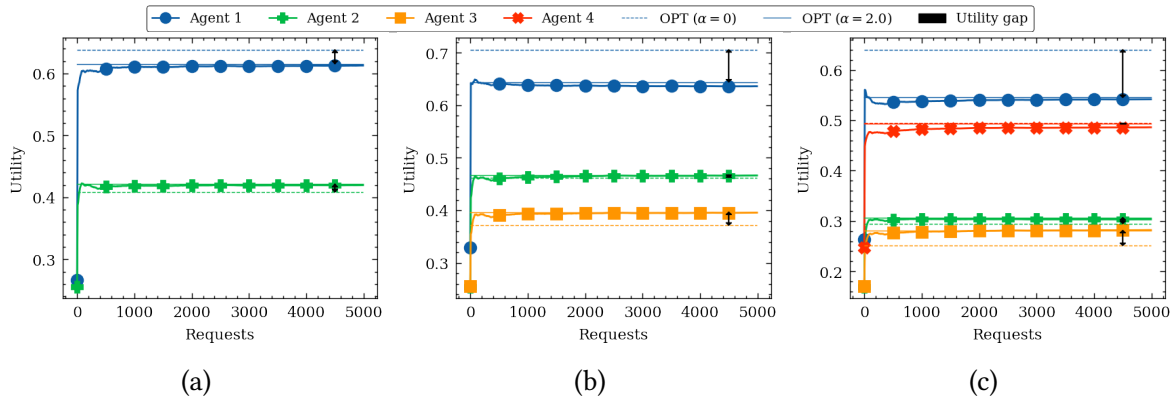 Agent 1 Agent 2 Agent 3 Agent 4 OPT (α = 0) OPT (α = 2.0) Utility gap
0.6
0.5
0.4
0.3
Utility
0 1000 2000 3000 4000 5000
Requests
(a)
0.7
0.6
0.5
0.4
0.3
Utility
0 1000 2000 3000 4000 5000
Requests
(b)
0.6
0.5
0.4
0.3
0.2
Utility
0 1000 2000 3000 4000 5000
Requests
(c)